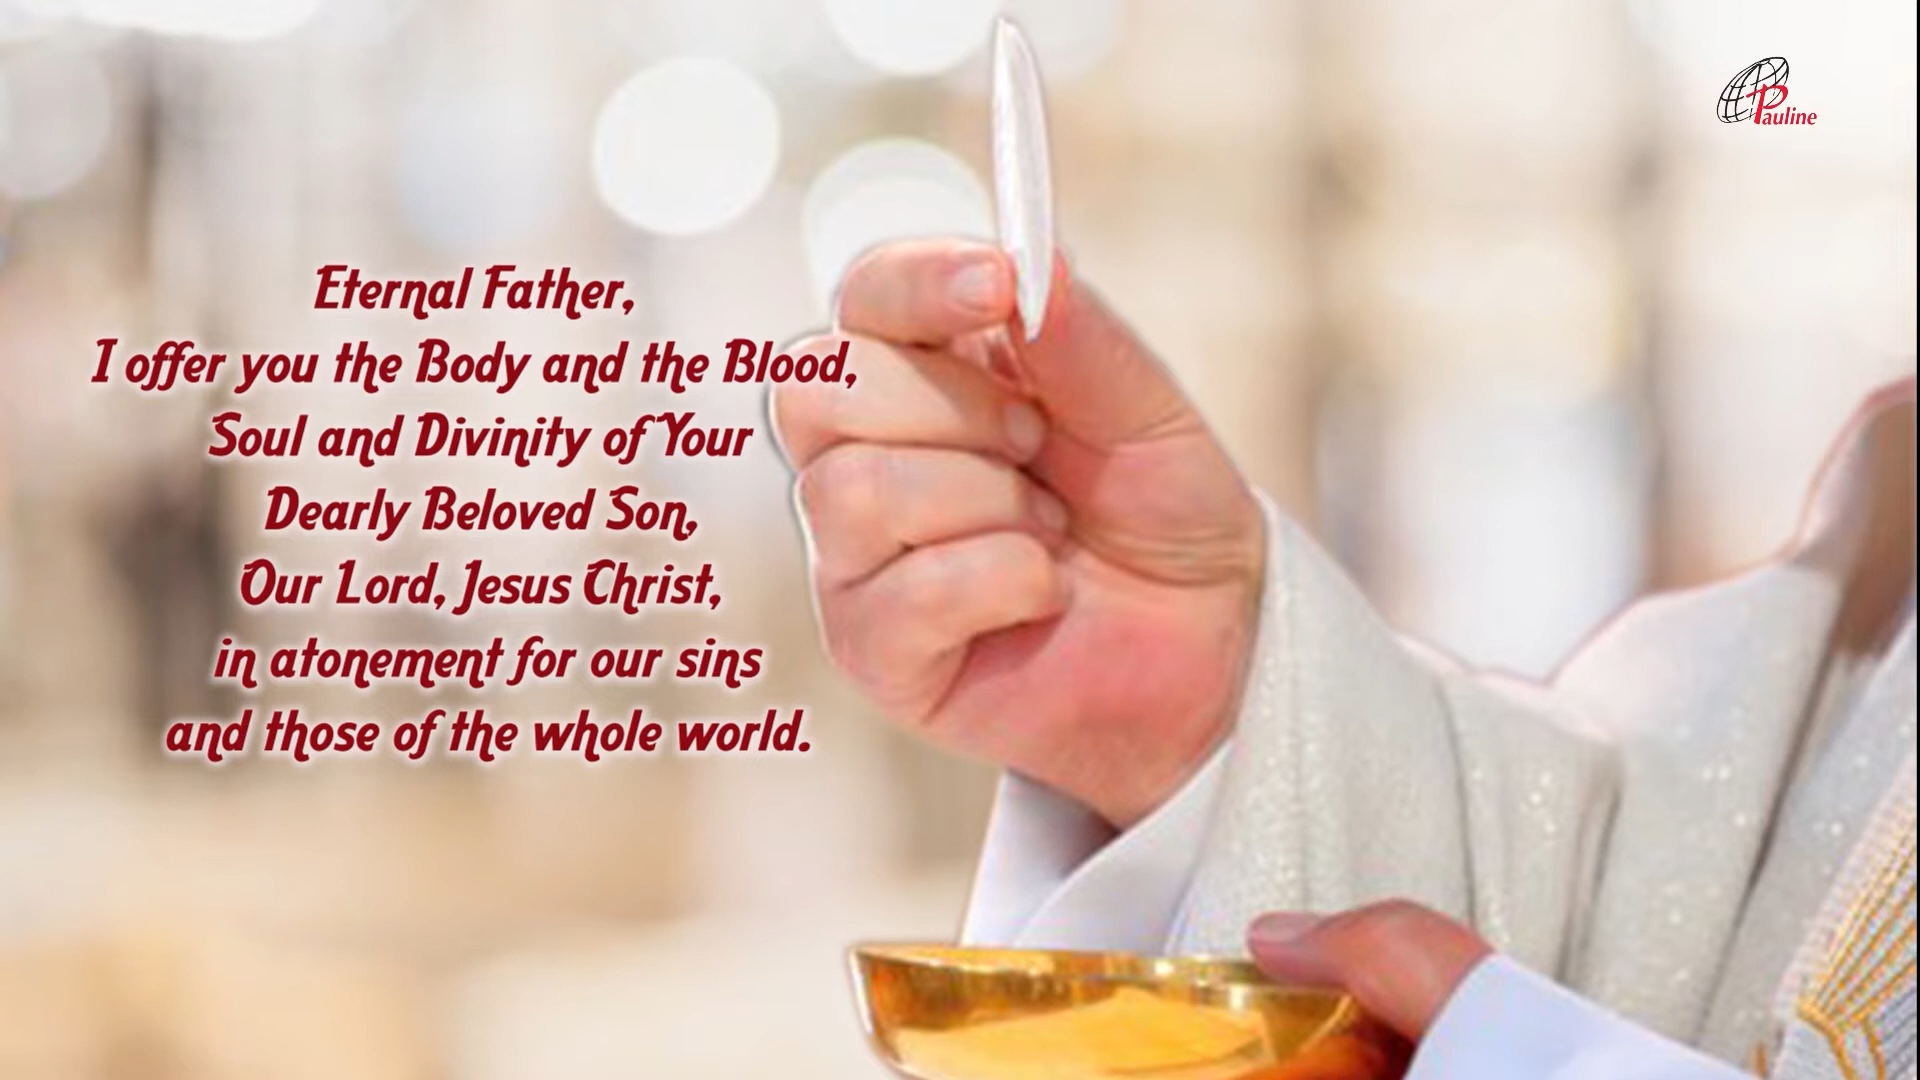 Pauline
Eternal Father,
I offer you the Body and the Blood,
Soul and Divinity of Your
Dearly Beloved Son,
Our Lord, Jesus Christ,
in atonement for our sins
and those of the whole world.